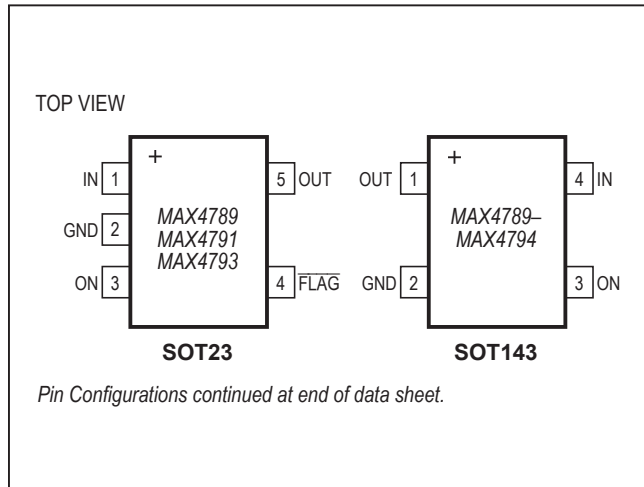 TOP VIEW
+
IN 1
GND 2
ON 3
5 OUT
4 FLAG
MAX4789
MAX4791
MAX4793
SOT23
+
OUT 1
GND 2
4 IN
3 ON
MAX4789–
MAX4794
SOT143
Pin Configurations continued at end of data sheet.